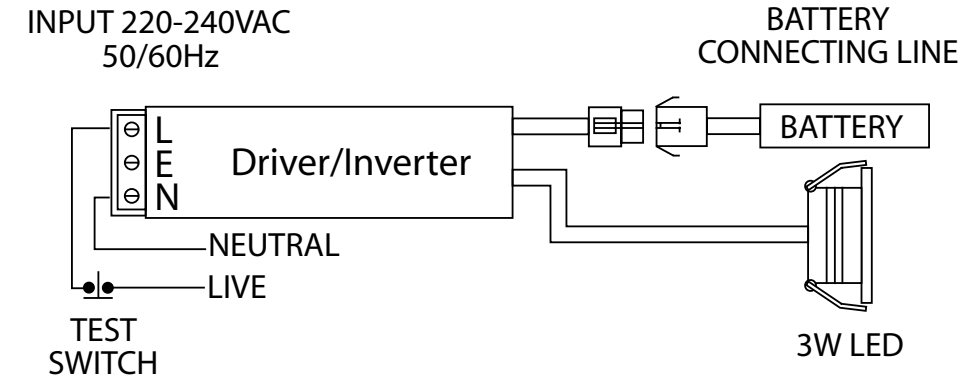 INPUT 220-240VAC
50/60Hz
BATTERY
CONNECTING LINE
L
E
N
Driver/Inverter
BATTERY
NEUTRAL
LIVE
TEST
SWITCH
3W LED